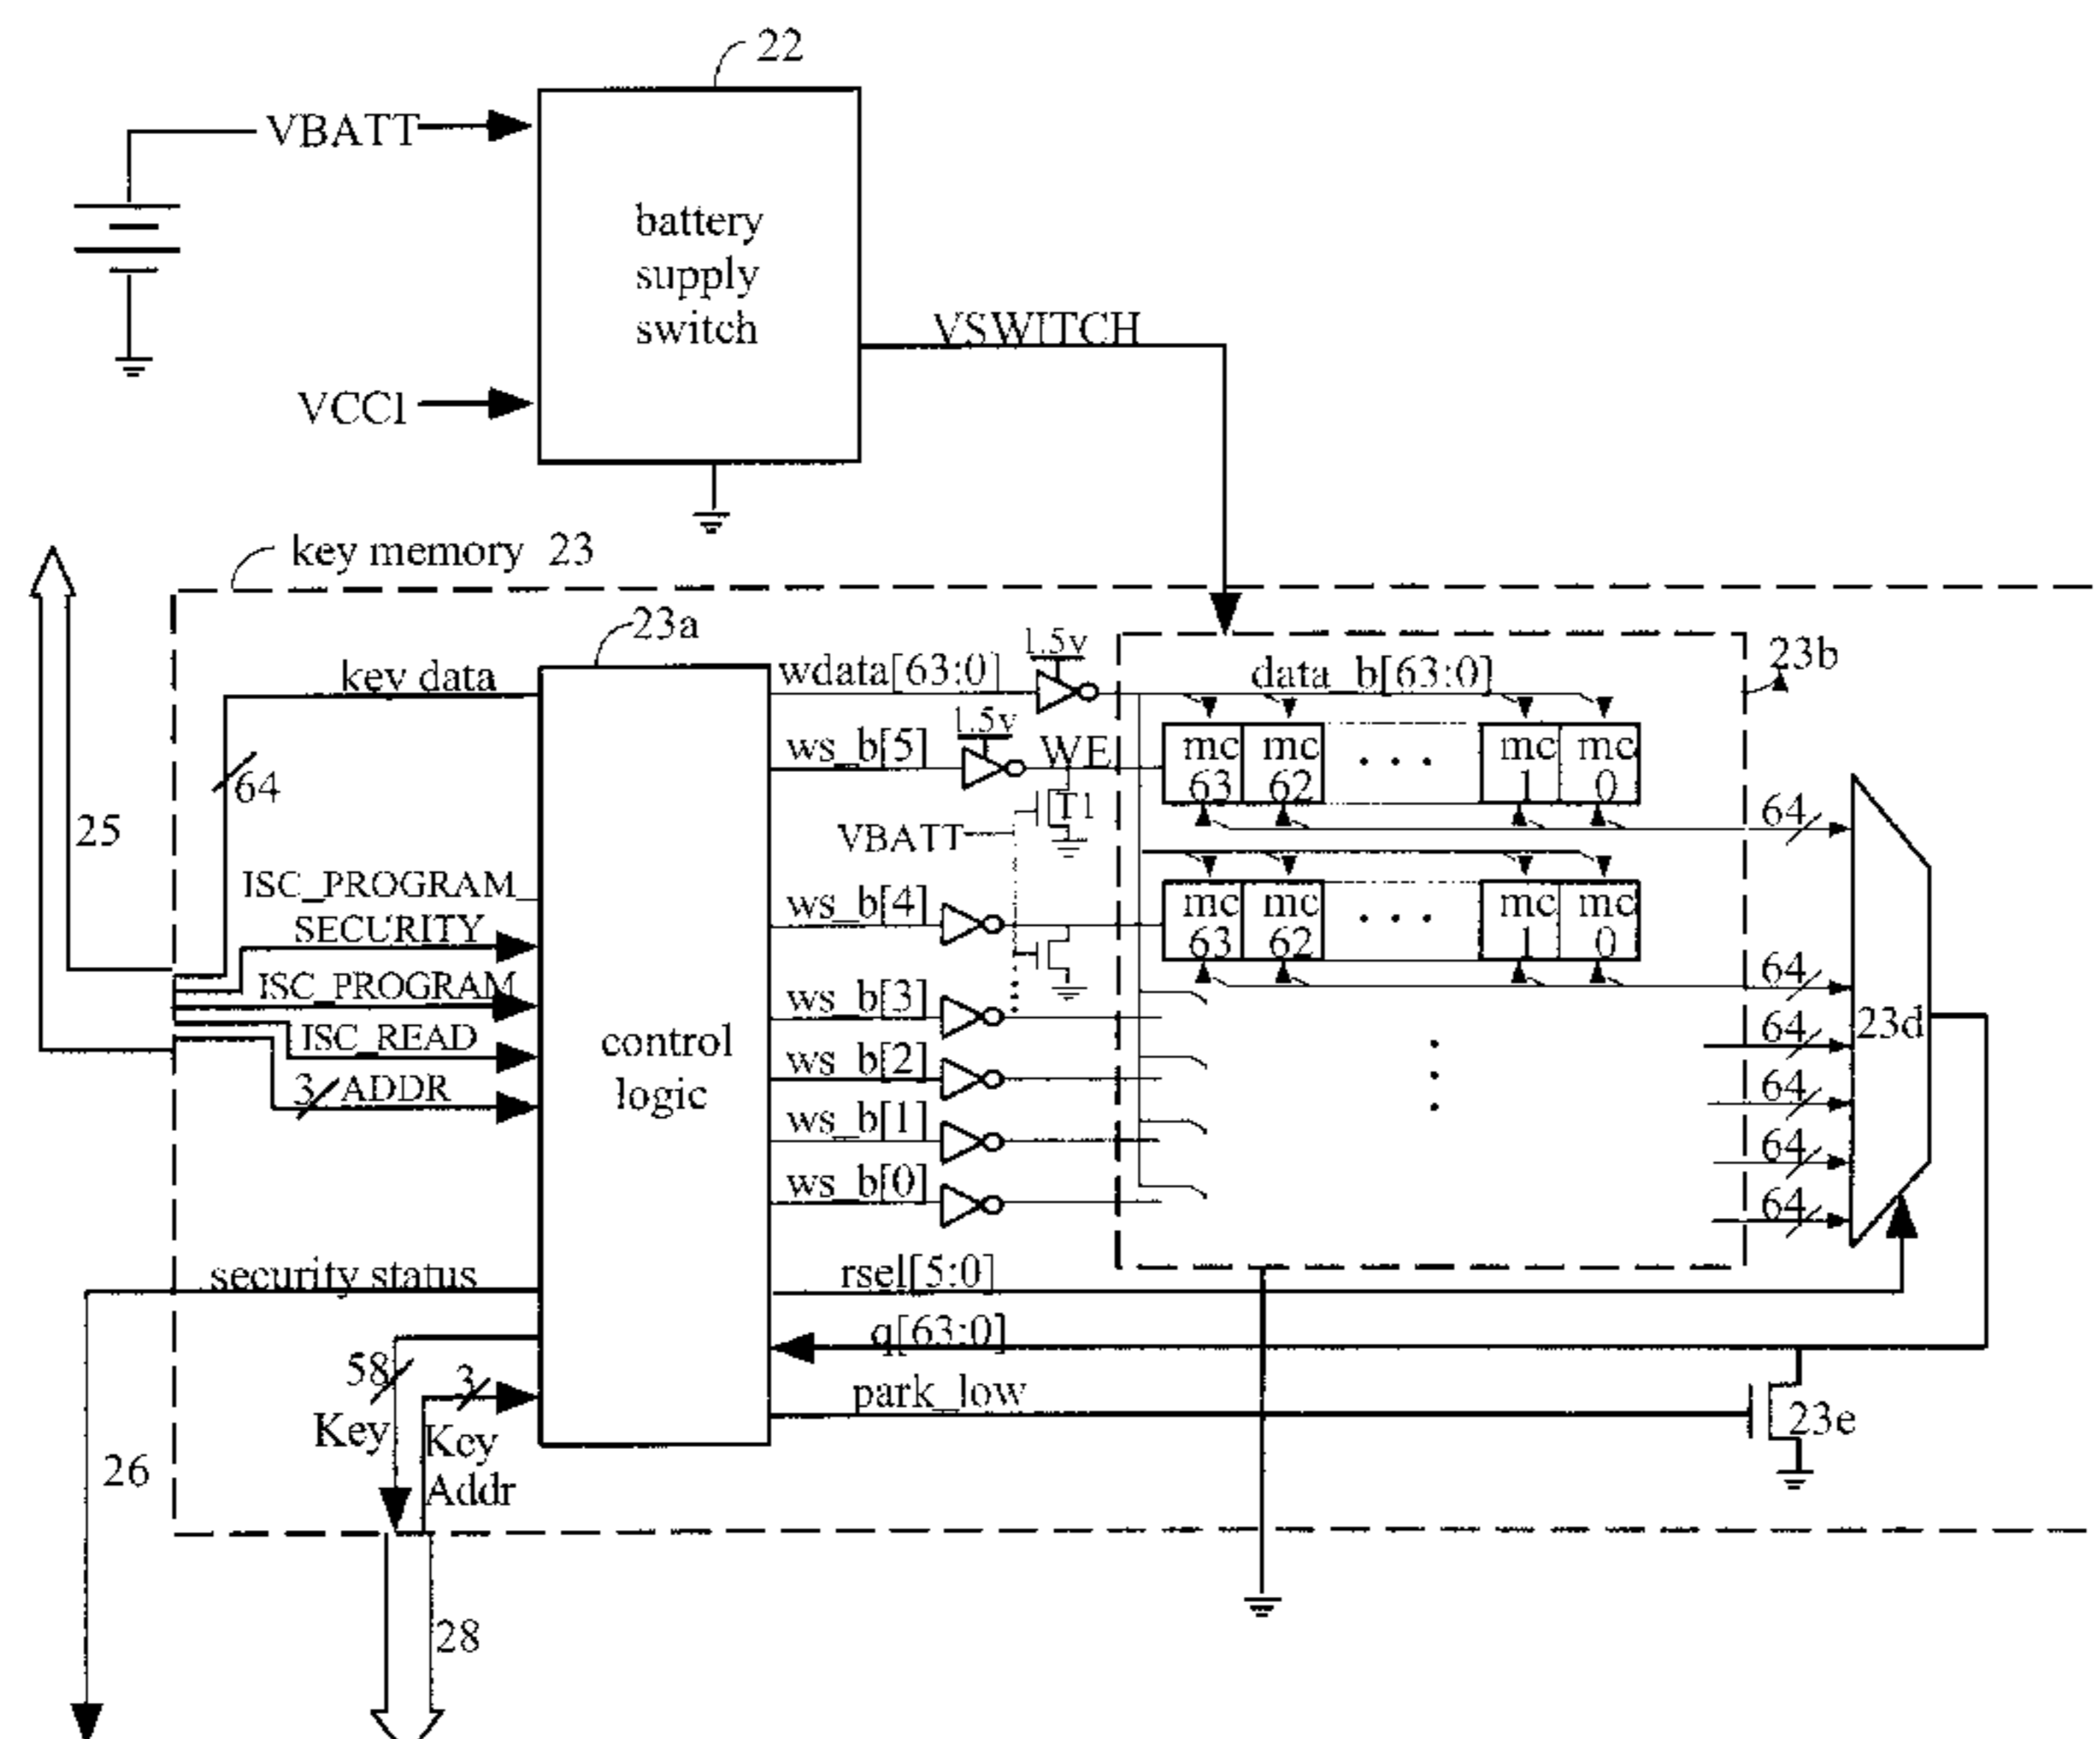 22
VBATT
battery
supply
switch
VSWITCH
VCCI
key memory 23
23a
1.5v
23b
key data
wdata[63:0]
data_b[63:0]
1.5v
ws_b[5]
WE
mc 63
mc 62
mc 1
mc 0
64
T1
64
25
VBATT
ISC_PROGRAM_
SECURITY
ws_b[4]
mc 63
mc 62
mc 1
mc 0
64
ISC_PROGRAM
ws_b[3]
23d
64
ISC_READ
control
logic
ws_b[2]
64
3
ADDR
ws_b[1]
64
ws_b[0]
64
security status
rsel[5:0]
q[63:0]
58
3
park_low
Key
Key
Addr
23e
26
28